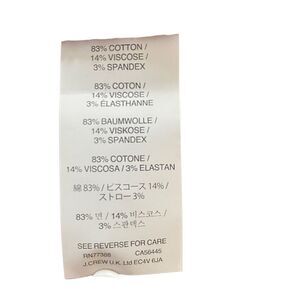 83% COTTON /
14% VISCOSE /
3% SPANDEX
83% COTON /
14% VISCOSE /
3% ÉLASTHANNE
83% BAUMWOLLE /
14% VISKOSE /
3% SPANDEX
83% COTONE /
14% VISCOSA / 3% ELASTAN
綿 83% / ビスコース 14% /
ストロー 3%
83% 면 / 14% 비스코스 /
3% 스판덱스
SEE REVERSE FOR CARE
RN77388 CA56445
J.CREW U.K. Ltd EC4V 6JA